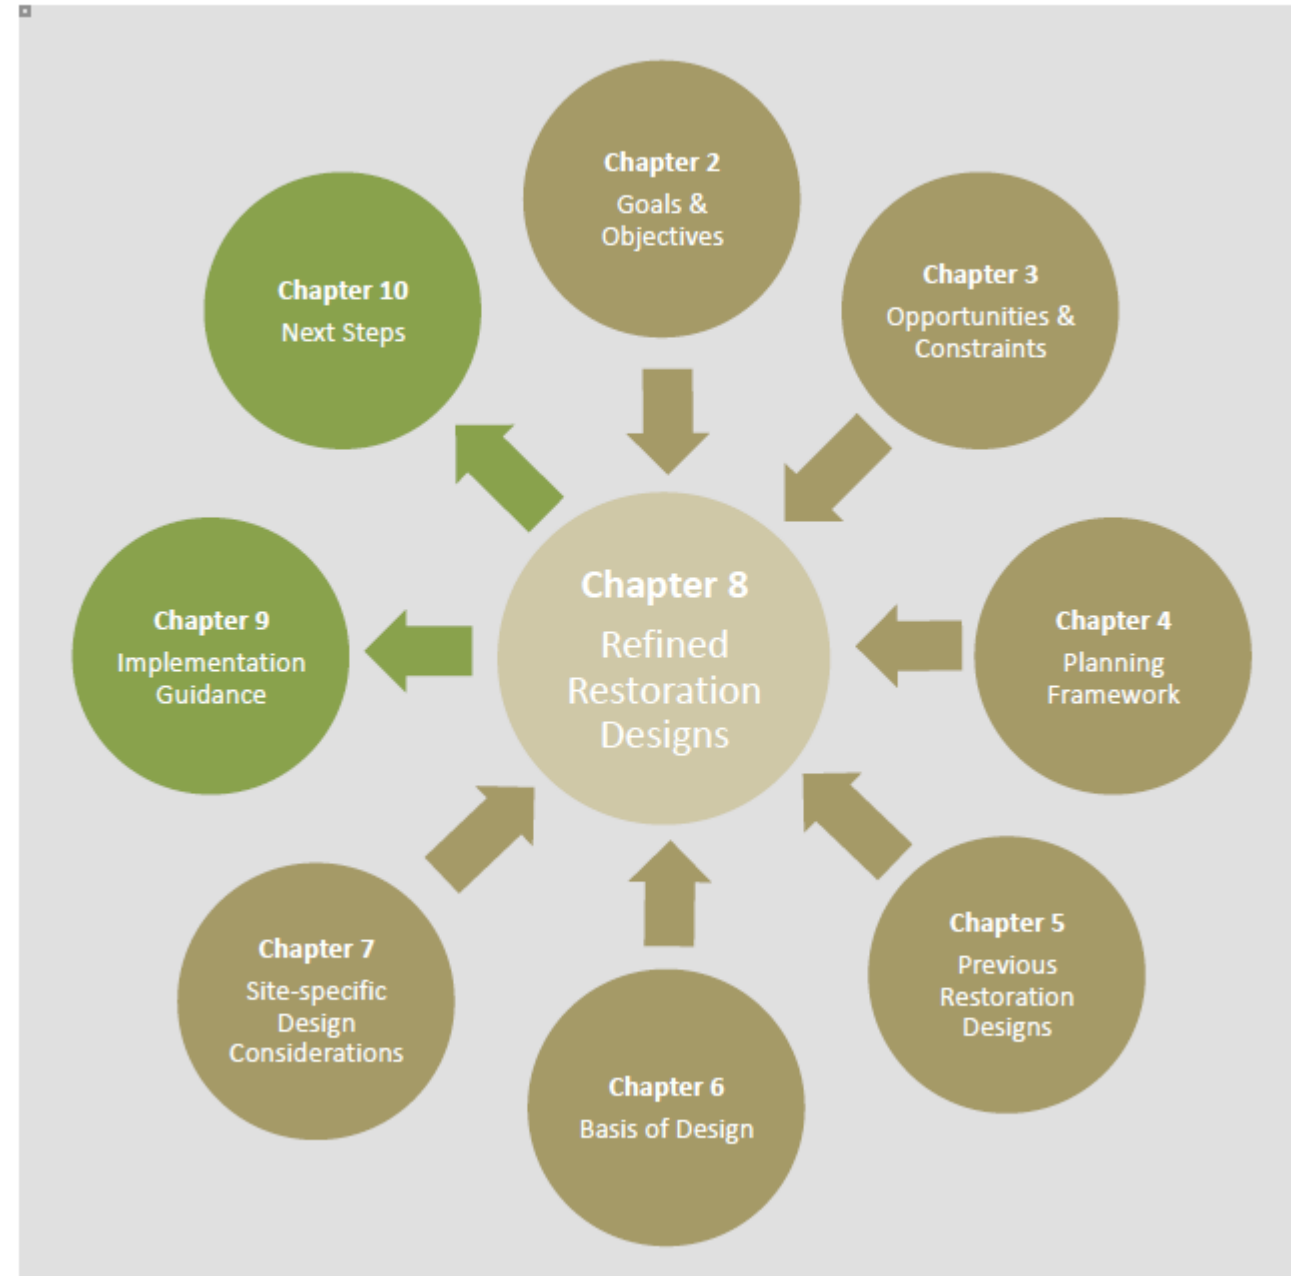 Chapter 2
Goals &
Objectives
Chapter 3
Opportunities &
Constraints
Chapter 4
Planning
Framework
Chapter 5
Previous
Restoration
Designs
Chapter 6
Basis of Design
Chapter 7
Site-specific
Design
Considerations
Chapter 8
Refined
Restoration
Designs
Chapter 9
Implementation
Guidance
Chapter 10
Next Steps